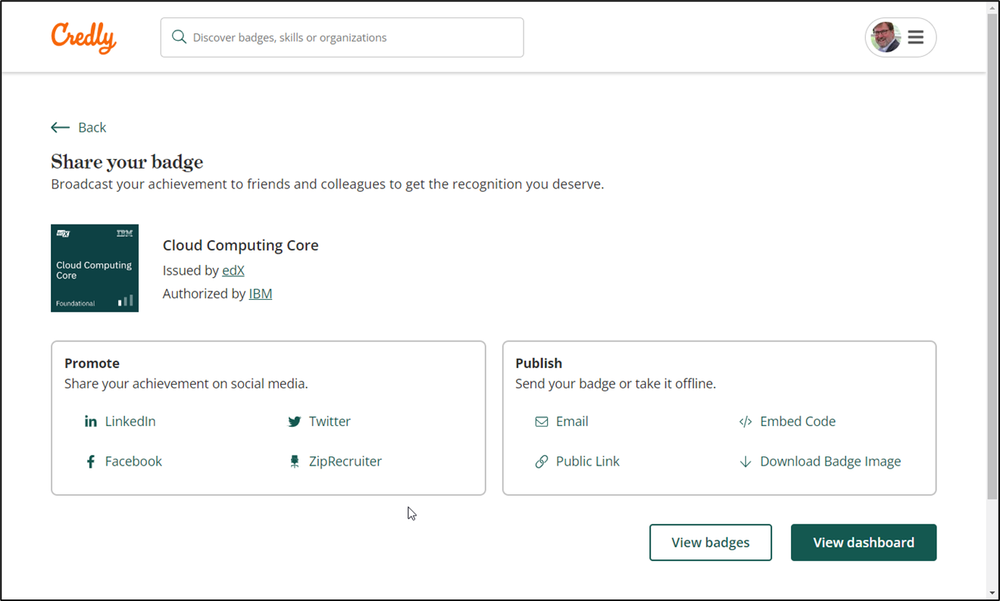 Credly
Discover badges, skills or organizations
Back
Share your badge
Broadcast your achievement to friends and colleagues to get the recognition you deserve.
edX IBM
Cloud Computing
Core
Foundational
Cloud Computing Core
Issued by edX
Authorized by IBM
Promote
Share your achievement on social media.
LinkedIn
Twitter
Facebook
ZipRecruiter
Publish
Send your badge or take it offline.
Email
Embed Code
Public Link
Download Badge Image
View badges
View dashboard